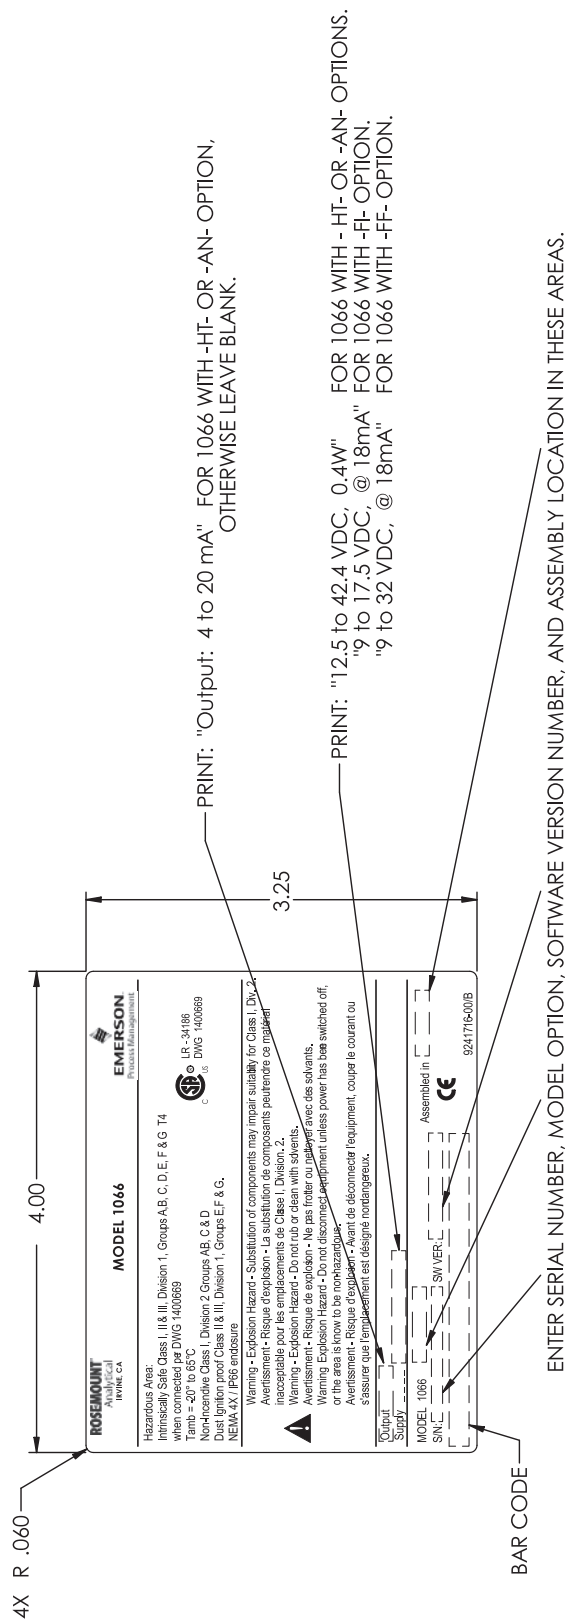 4X R .060
4.00
3.25
ROSEMOUNT
Analytical
IRVINE, CA
MODEL 1066
EMERSON.
Process Management
Hazardous Area:
Intrinsically Safe Class I, II & III, Division 1, Groups A,B, C, D, E, F & G T4
when connected per DWG 1400669
Tamb = -20° to 65°C
Non-Incendive Class I, Division 2 Groups AB, C & D
Dust Ignition proof Class II & III, Division 1, Groups E,F & G,
NEMA 4X / IP66 enclosure
C US
LR - 34186
DWG 1400669
Warning - Explosion Hazard - Substitution of components may impair suitability for Class I, Div. 2.
Avertissment - Risque d'explosion - La substitution de composants peut rendre ce matérial
inacceptable pour les emplacements de Classe I, Division. 2.
Warning - Explosion Hazard - Do not rub or clean with solvents.
Avertissment - Risque de explosion - Ne pas frotter ou nettoyer avec des solvants.
Warning Explosion Hazard - Do not disconnect equipment unless power has been switched off,
or the area is know to be non-hazardous.
Avertissment - Risque d'explosion - Avant de déconnecter l'equipment, couper le courant ou
s'assurer que l'emplacement est désigné nordangereux.
Output
Supply
MODEL 1066
S/N:
SW VER:
Assembled in
CE
9241716-00/B
PRINT: "Output: 4 to 20 mA" FOR 1066 WITH -HT- OR -AN- OPTION,
OTHERWISE LEAVE BLANK.
PRINT: "12.5 to 42.4 VDC, 0.4W" FOR 1066 WITH - HT- OR -AN- OPTIONS.
"9 to 17.5 VDC, @ 18mA" FOR 1066 WITH -FI- OPTION.
"9 to 32 VDC, @ 18mA" FOR 1066 WITH -FF- OPTION.
BAR CODE
ENTER SERIAL NUMBER, MODEL OPTION, SOFTWARE VERSION NUMBER, AND ASSEMBLY LOCATION IN THESE AREAS.